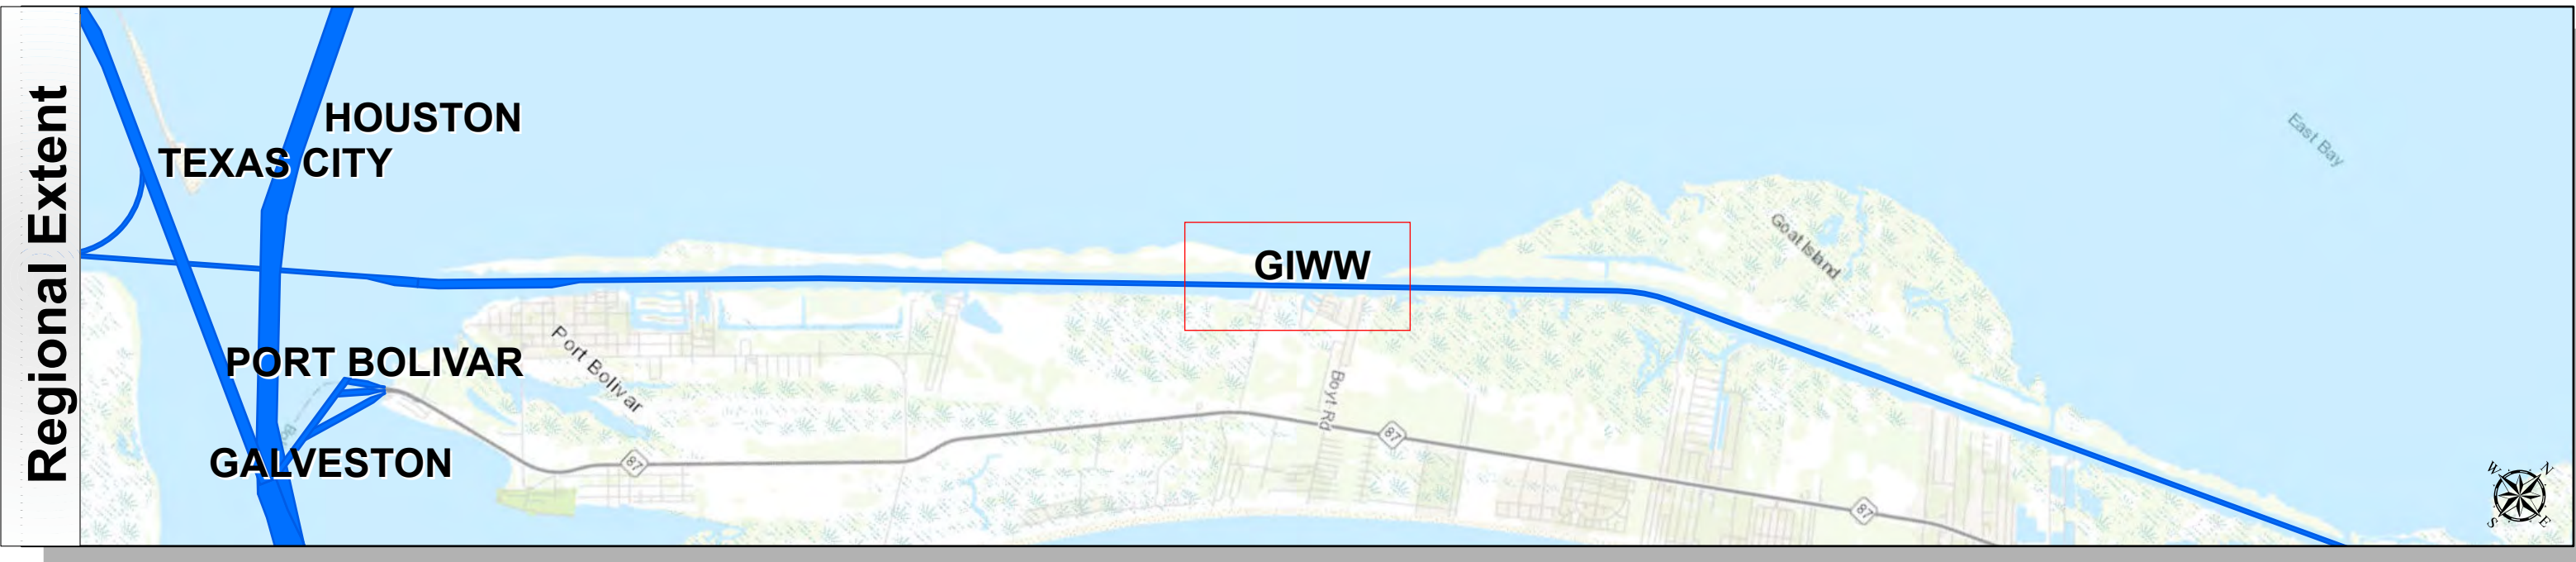 Regional Extent
HOUSTON
TEXAS CITY
East Bay
Goat Island
GIWW
PORT BOLIVAR
Port Bolivar
Boyt Rd
87
87
87
GALVESTON
W N
S E